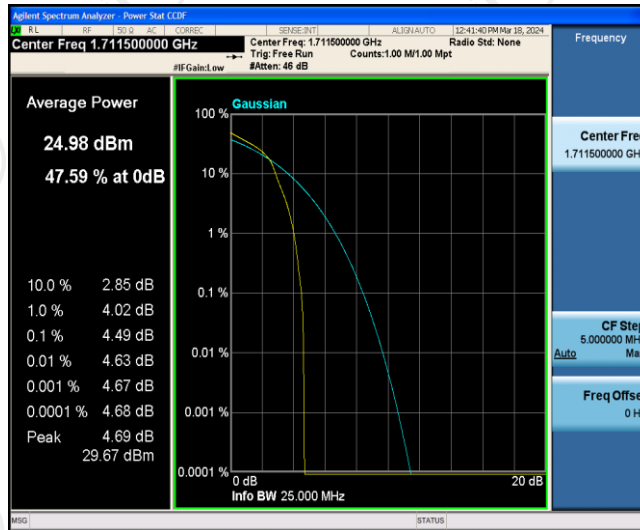 Agilent Spectrum Analyzer - Power Stat CCDF
RL RF 50 Ω AC CORREC SENSE:INT ALIGNAUTO 12:41:40 PM Mar 18, 2024
Center Freq 1.711500000 GHz
Center Freq: 1.711500000 GHz Radio Std: None
Trig: Free Run Counts:1.00 M/1.00 Mpt
#IFGain:Low #Atten: 46 dB
Frequency
Average Power
24.98 dBm
47.59 % at 0dB
10.0 % 2.85 dB
1.0 % 4.02 dB
0.1 % 4.49 dB
0.01 % 4.63 dB
0.001 % 4.67 dB
0.0001 % 4.68 dB
Peak 4.69 dB
29.67 dBm
Gaussian
100 %
10 %
1 %
0.1 %
0.01 %
0.001 %
0.0001 %
0 dB 20 dB
Info BW 25.000 MHz
Center Fre
1.711500000 GH
CF Step
5.000000 MH
Auto Ma
Freq Offse
0 H
MSG STATUS